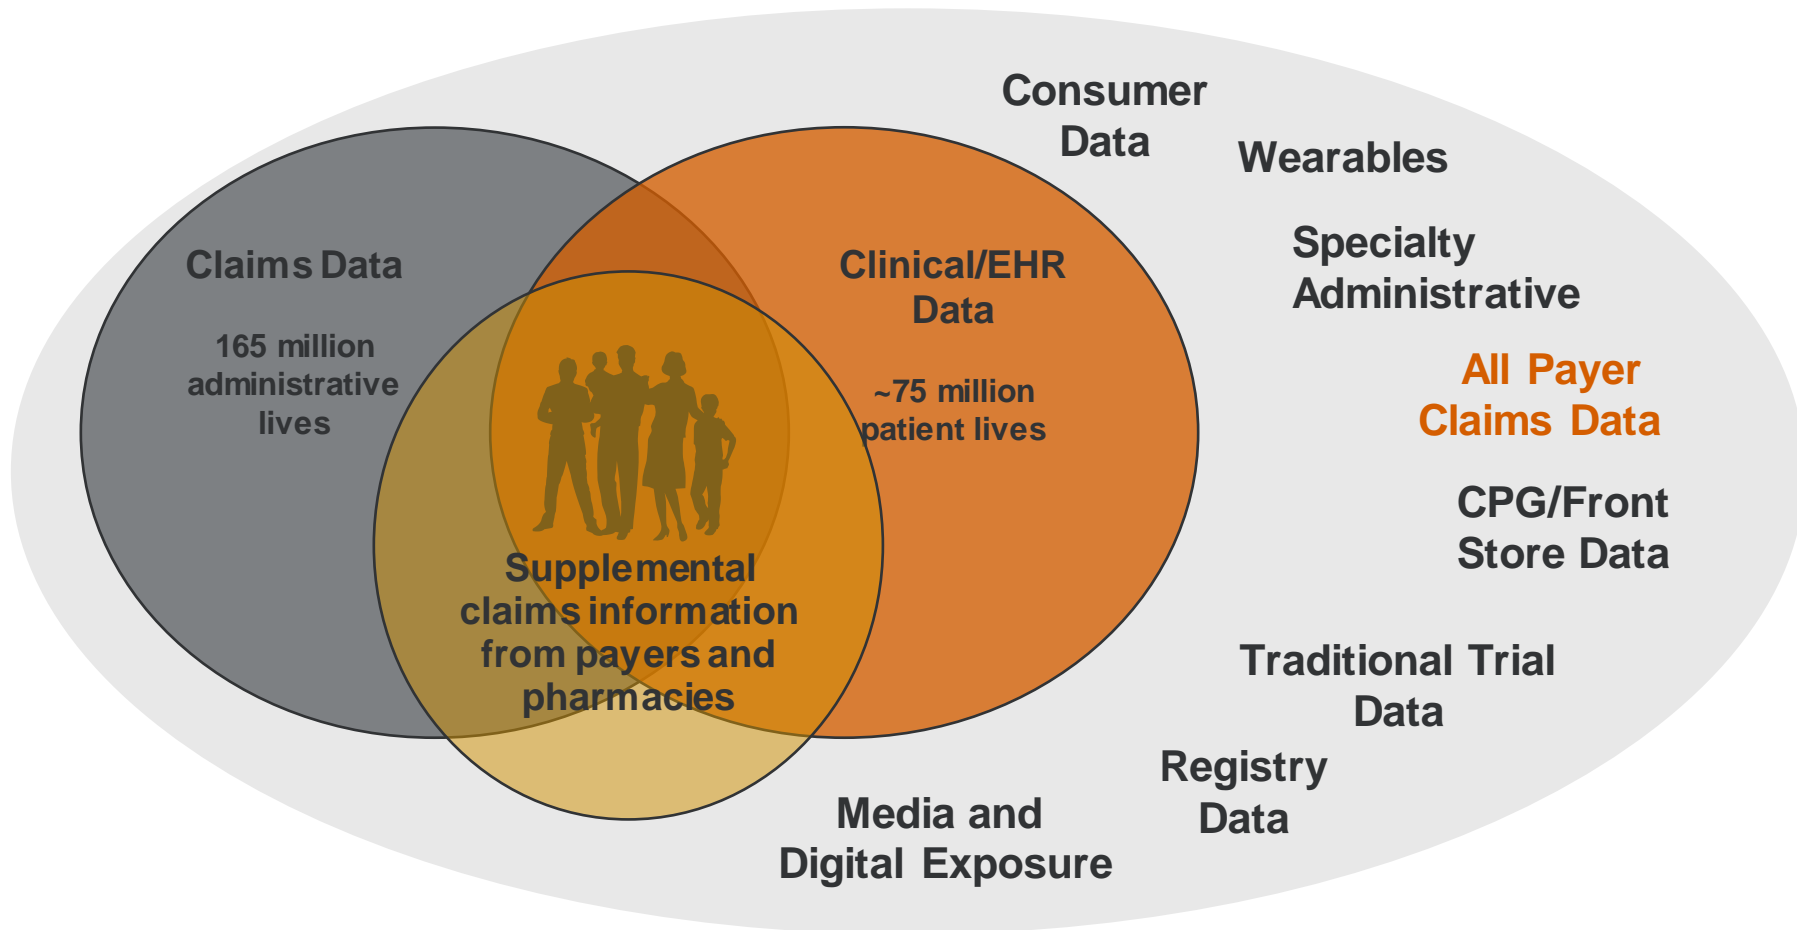 Claims Data
165 million
administrative
lives
Clinical/EHR
Data
~75 million
patient lives
Supplemental
claims information
from payers and
pharmacies
Consumer
Data
Wearables
Specialty
Administrative
All Payer
Claims Data
CPG/Front
Store Data
Traditional Trial
Data
Registry
Data
Media and
Digital Exposure